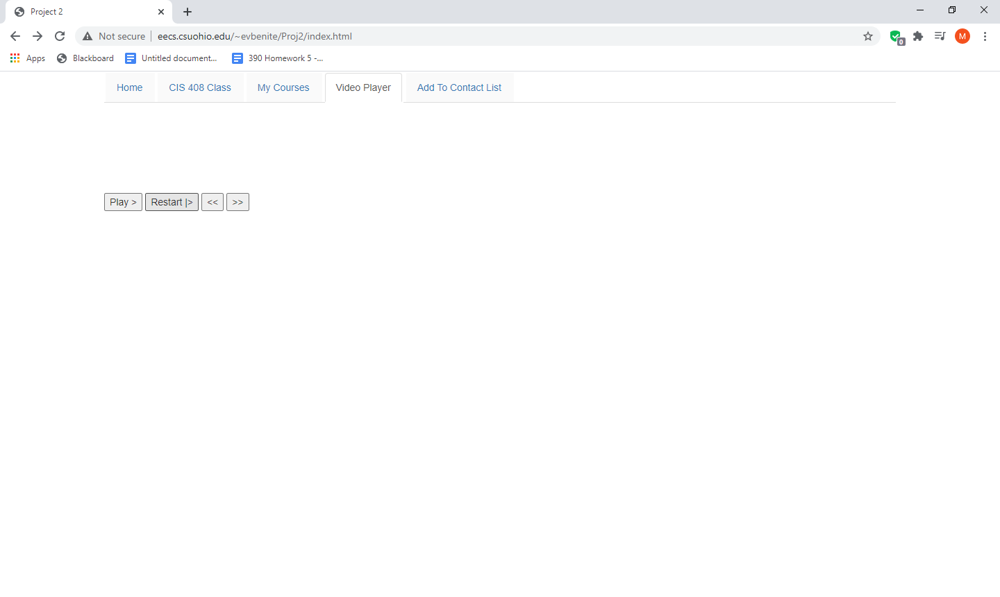 Project 2
Not secure eecs.csuohio.edu/~evbenite/Proj2/index.html 0 M
Apps Blackboard Untitled document... 390 Homework 5 -...
Home CIS 408 Class My Courses Video Player Add To Contact List
Play > Restart |> << >>